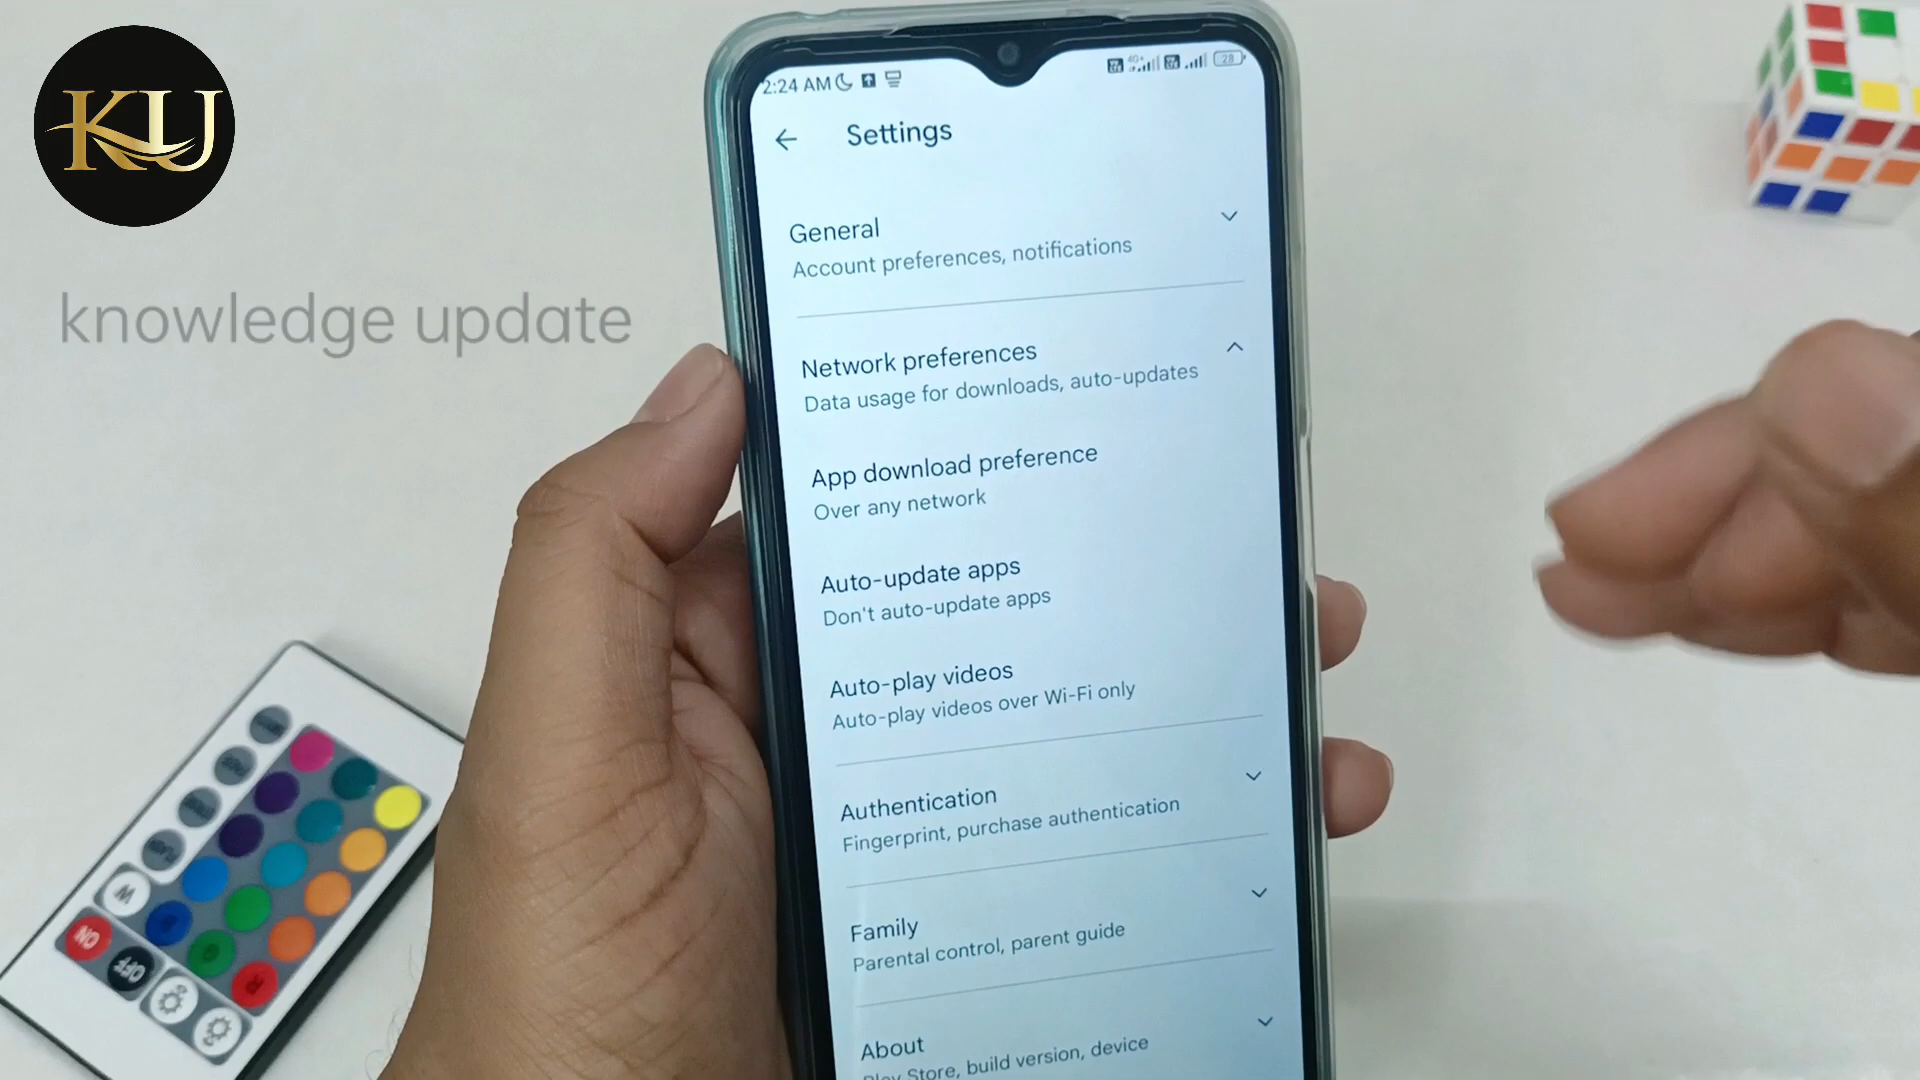 KU
knowledge update
2:24 AM
28
Settings
General
Account preferences, notifications
Network preferences
Data usage for downloads, auto-updates
App download preference
Over any network
Auto-update apps
Don't auto-update apps
Auto-play videos
Auto-play videos over Wi-Fi only
Authentication
Fingerprint, purchase authentication
Family
Parental control, parent guide
About
Play Store, build version, device
W
ON
OFF
R
G
B